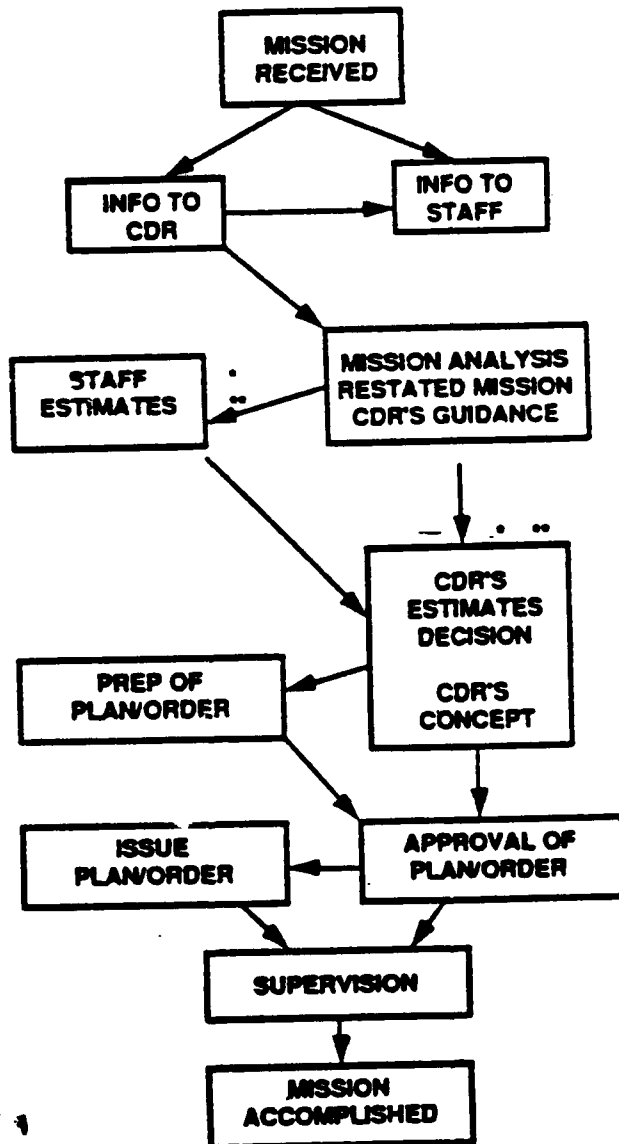 MISSION
RECEIVED
INFO TO
CDR
INFO TO
STAFF
STAFF
ESTIMATES
MISSION ANALYSIS
RESTATED MISSION
CDR'S GUIDANCE
CDR'S
ESTIMATES
DECISION
CDR'S
CONCEPT
PREP OF
PLAN/ORDER
ISSUE
PLAN/ORDER
APPROVAL OF
PLAN/ORDER
SUPERVISION
MISSION
ACCOMPLISHED